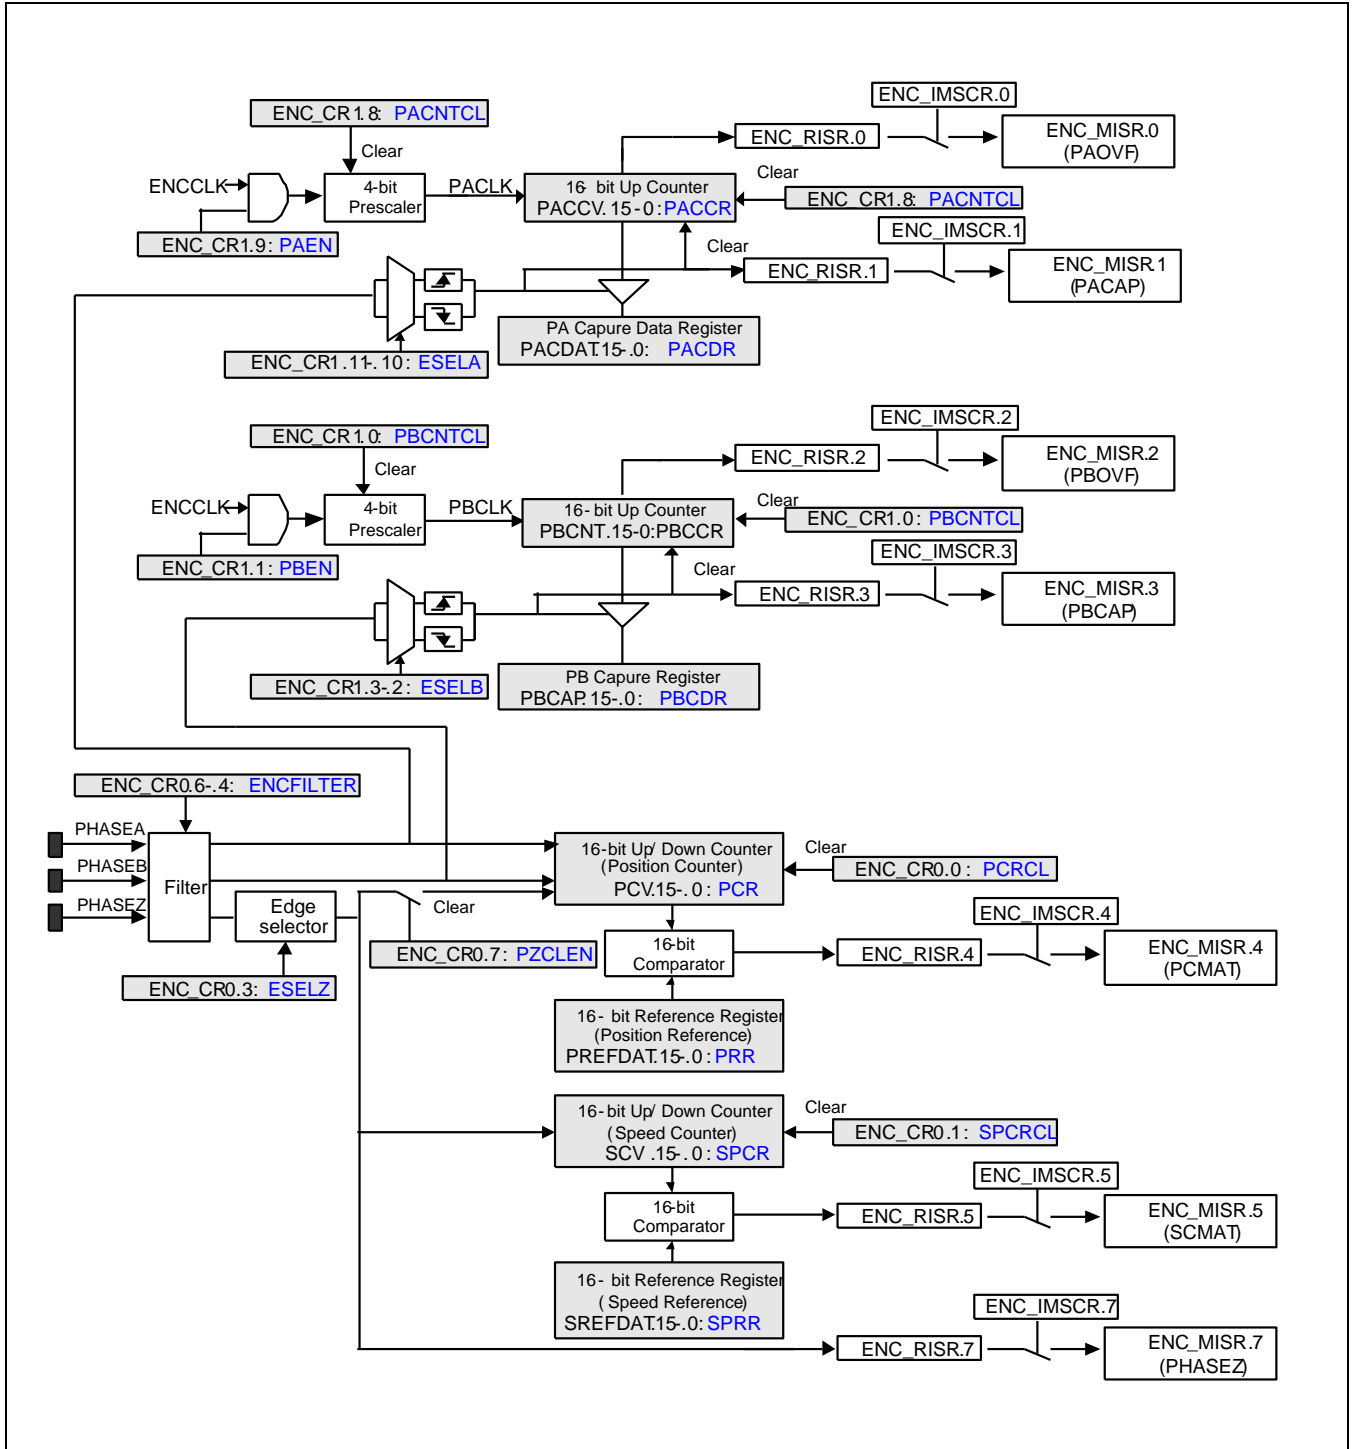 ENC_IMSCR.0
ENC_CR1.8: PACNTCL
ENC_RISR.0
ENC_MISR.0
(PAOVF)
Clear
ENCCLK
4-bit
Prescaler
PACLK
16- bit Up Counter
PACCV.15-0:PACCR
Clear
ENC_CR1.8: PACNTCL
ENC_CR1.9: PAEN
ENC_IMSCR.1
Clear
ENC_RISR.1
ENC_MISR.1
(PACAP)
PA Capure Data Register
PACDAT.15-.0: PACDR
ENC_CR1.11-.10: ESELA
ENC_IMSCR.2
ENC_CR1.0: PBCNTCL
ENC_RISR.2
ENC_MISR.2
(PBOVF)
Clear
ENCCLK
4-bit
Prescaler
PBCLK
16- bit Up Counter
PBCNT.15-0:PBCCR
Clear
ENC_CR1.0: PBCNTCL
ENC_CR1.1: PBEN
ENC_IMSCR.3
Clear
ENC_RISR.3
ENC_MISR.3
(PBCAP)
PB Capure Register
PBCAP.15-.0: PBCDR
ENC_CR1.3-.2: ESELB
ENC_CR0.6-.4: ENCFILTER
PHASEA
PHASEB
PHASEZ
Filter
Edge
selector
Clear
16-bit Up/ Down Counter
(Position Counter)
PCV.15-.0: PCR
Clear
ENC_CR0.0: PCRCL
ENC_CR0.7: PZCLEN
ENC_CR0.3: ESELZ
16-bit
Comparator
ENC_IMSCR.4
ENC_RISR.4
ENC_MISR.4
(PCMAT)
16- bit Reference Register
(Position Reference)
PREFDAT.15-.0: PRR
16- bit Up/ Down Counter
(Speed Counter)
SCV .15-.0: SPCR
Clear
ENC_CR0.1: SPCRCL
16-bit
Comparator
ENC_IMSCR.5
ENC_RISR.5
ENC_MISR.5
(SCMAT)
16- bit Reference Register
(Speed Reference)
SREFDAT.15-.0: SPRR
ENC_IMSCR.7
ENC_RISR.7
ENC_MISR.7
(PHASEZ)